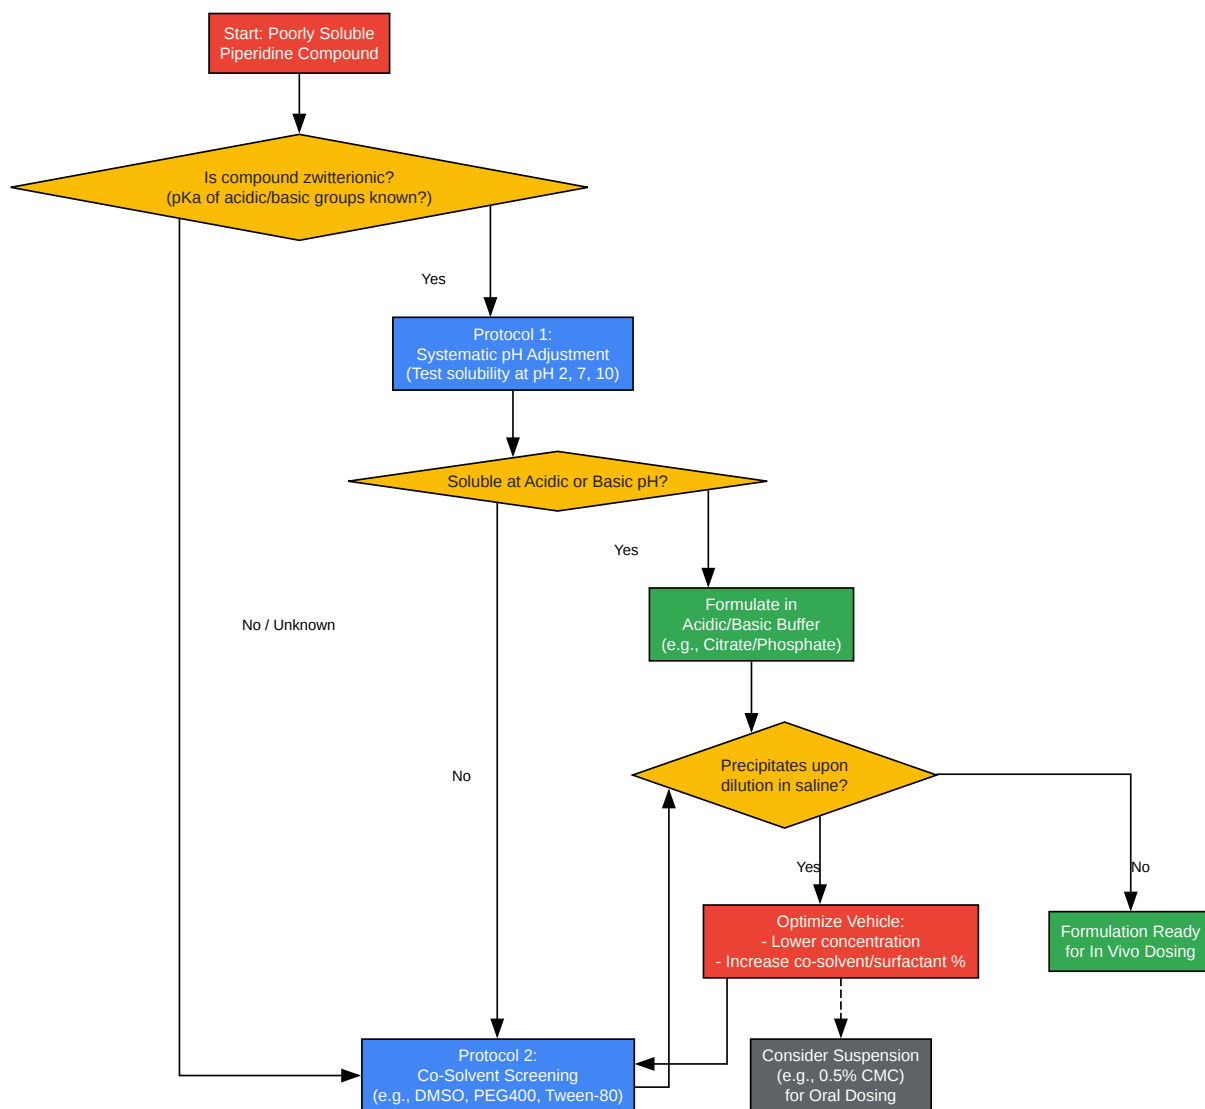 Start: Poorly Soluble
Piperidine Compound
Is compound zwitterionic?
(pKa of acidic/basic groups known?)
Yes
Protocol 1:
Systematic pH Adjustment
(Test solubility at pH 2, 7, 10)
Soluble at Acidic or Basic pH?
Yes
Formulate in
Acidic/Basic Buffer
(e.g., Citrate/Phosphate)
No / Unknown
No
Precipitates upon
dilution in saline?
Yes
No
Optimize Vehicle:
- Lower concentration
- Increase co-solvent/surfactant %
Formulation Ready
for In Vivo Dosing
Protocol 2:
Co-Solvent Screening
(e.g., DMSO, PEG400, Tween-80)
Consider Suspension
(e.g., 0.5% CMC)
for Oral Dosing